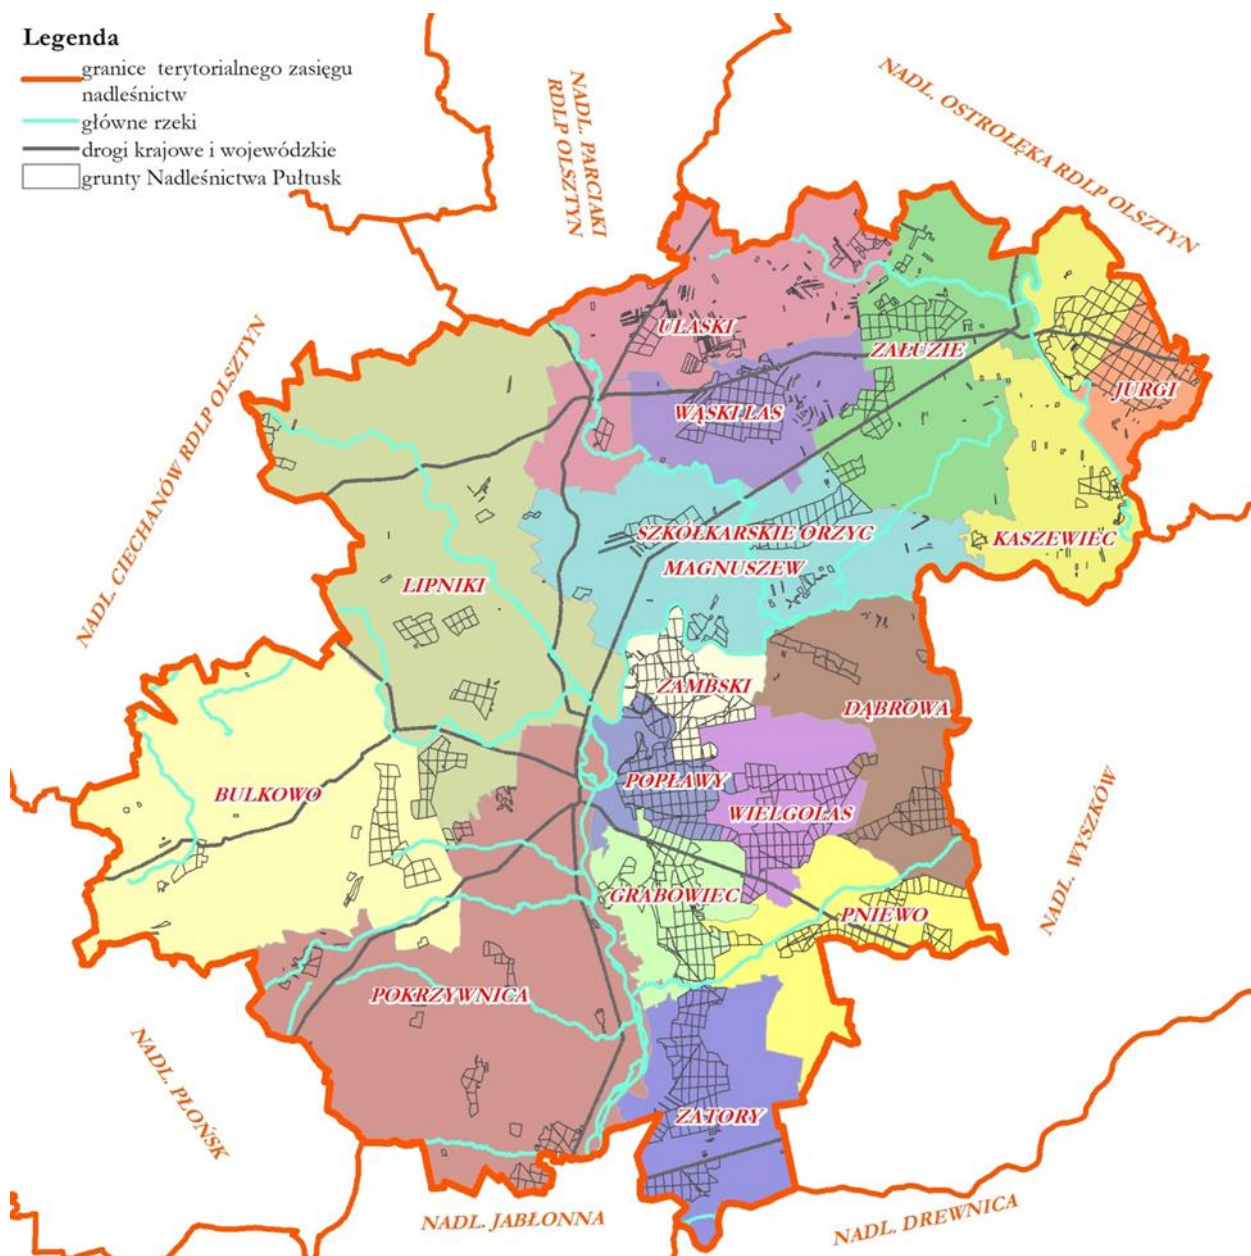 Legenda
granice terytorialnego zasięgu
nadleśnictw
główne rzeki
drogi krajowe i wojewódzkie
grunty Nadleśnictwa Pułtusk
NADL. PARCIAKI
RDLP OLSZTYN
NADL. OSTROŁĘKA RDLP OLSZTYN
NADL. CIECHANÓW RDLP OLSZTYN
ULASKI
ZAŁUZIE
JURGI
WĄSKI LAS
SZKÓŁKARSKIE ORZYC
KASZEWIEC
MAGNUSZEW
LIPNIKI
ZAMBSKI
DĄBROWA
POPŁAWY
BULKOWO
WIELGOLAS
GRABOWIEC
PNIEWO
NADL. WYSZKÓW
POKRZYWNICA
NADL. PŁOŃSK
ZATORY
NADL. JABŁONNA
NADL. DREWNICA